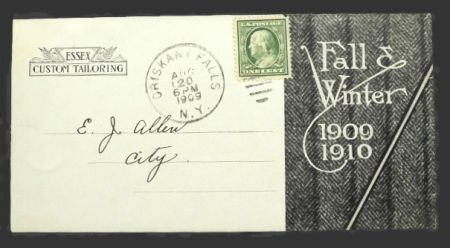 ESSEX
CUSTOM TAILORING
ORISKANY FALLS
AUG
20
6 PM
1909
N.Y.
U.S. POSTAGE
ONE CENT
E. J. Allen
City.
Fall &
Winter
1909
1910